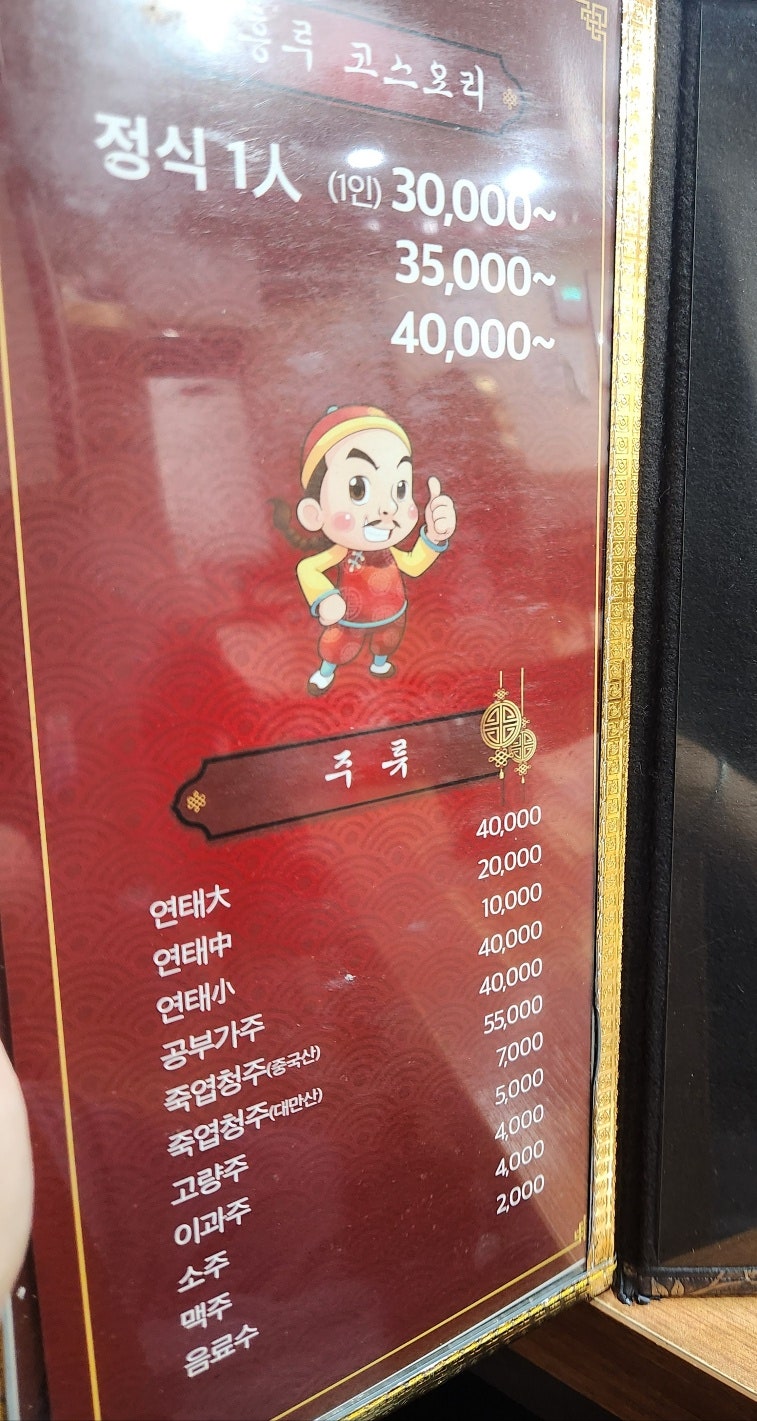 루 코스요리
정식 1人 (1인) 30,000~
35,000~
40,000~
주 륫
연태大 40,000
연태中 20,000
연태小 10,000
공부가주 40,000
죽엽청주(중국산) 40,000
죽엽청주(대만산) 55,000
고량주 7,000
이과주 5,000
소주 4,000
맥주 4,000
음료수 2,000